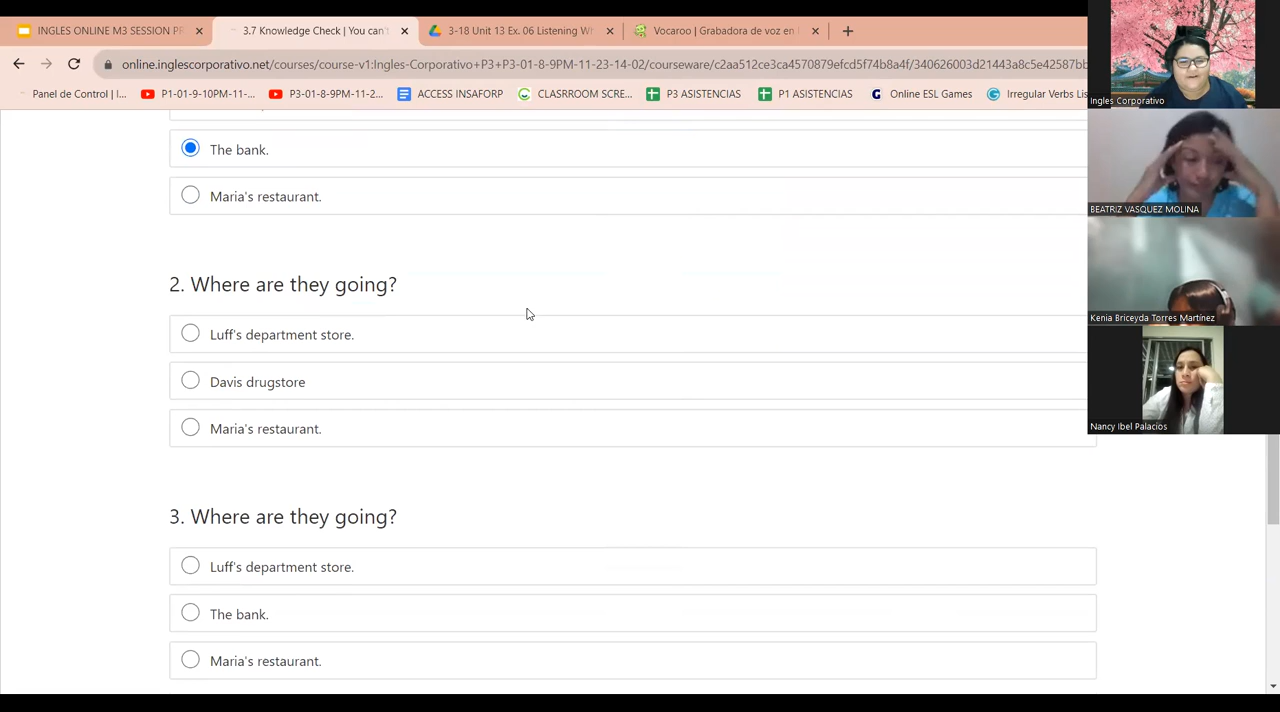 INGLES ONLINE M3 SESSION PR
3.7 Knowledge Check | You can't
3-18 Unit 13 Ex. 06 Listening Wh
Vocaroo | Grabadora de voz en l
online.inglescorporativo.net/courses/course-v1:Ingles-Corporativo+P3+P3-01-8-9PM-11-23-14-02/courseware/c2aa512ce3ca4570879efcd5f74b8a4f/340626003d21443a8c5e42587bb
Panel de Control | I...
P1-01-9-10PM-11-...
P3-01-8-9PM-11-2...
ACCESS INSAFORP
CLASRROOM SCRE...
P3 ASISTENCIAS
P1 ASISTENCIAS
Online ESL Games
Irregular Verbs Lis
Ingles Corporativo
The bank.
Maria's restaurant.
BEATRIZ VASQUEZ MOLINA
2. Where are they going?
Kenia Briceyda Torres Martínez
Luff's department store.
Davis drugstore
Maria's restaurant.
Nancy Ibel Palacios
3. Where are they going?
Luff's department store.
The bank.
Maria's restaurant.